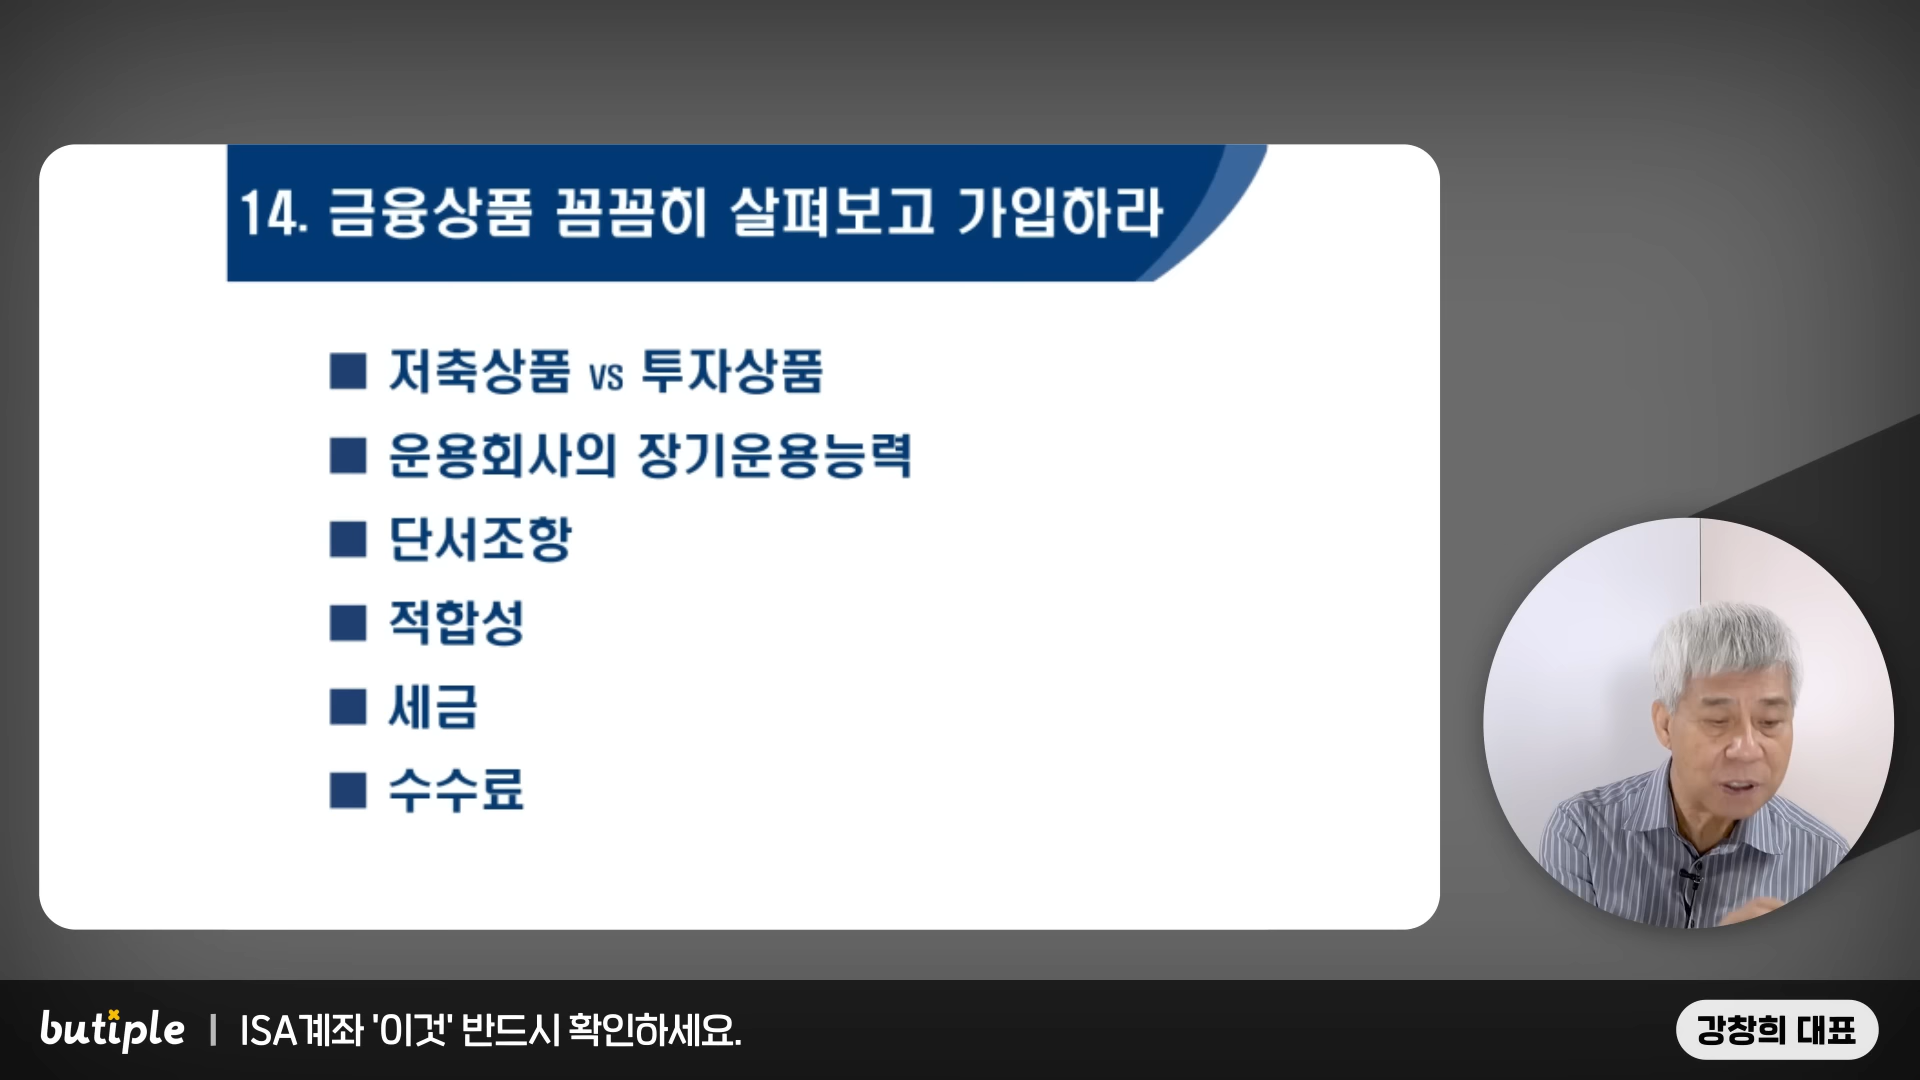 14. 금융상품 꼼꼼히 살펴보고 가입하라
저축상품 vs 투자상품
운용회사의 장기운용능력
단서조항
적합성
세금
수수료
butiple | ISA계좌 '이것' 반드시 확인하세요.
강창희 대표